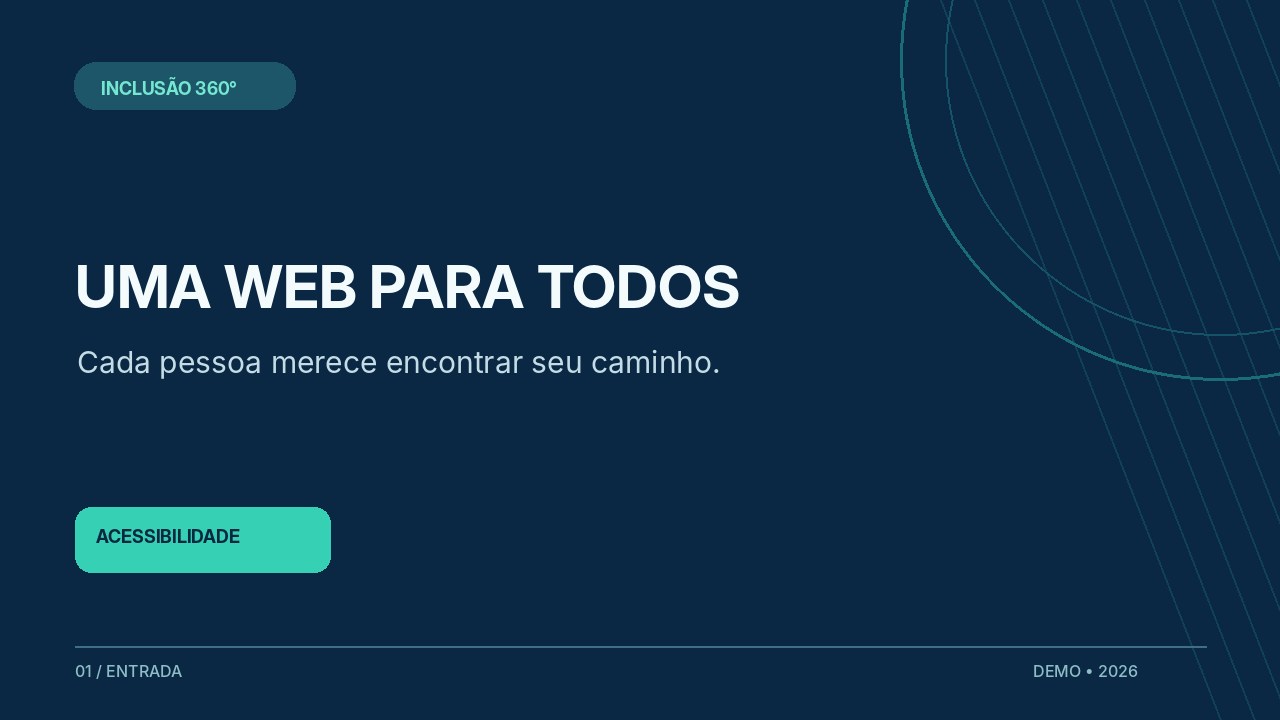 INCLUSÃO 360°
UMA WEB PARA TODOS
Cada pessoa merece encontrar seu caminho.
ACESSIBILIDADE
01 / ENTRADA
DEMO • 2026